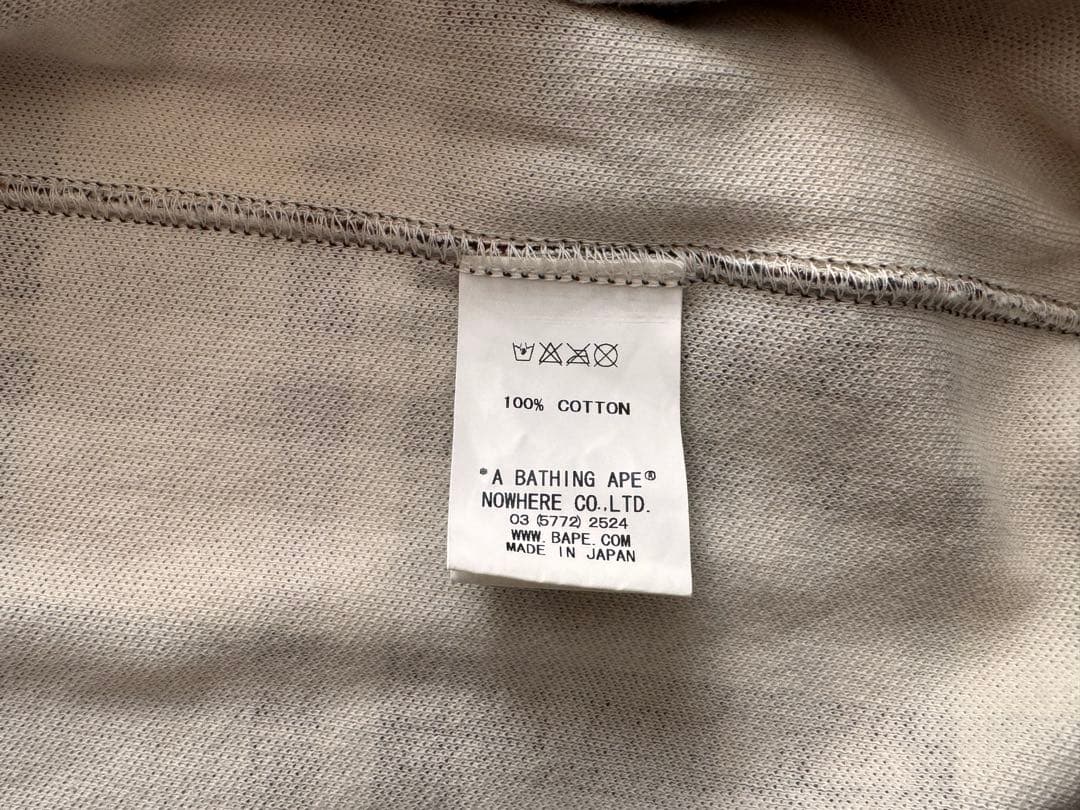 100% COTTON
*A BATHING APE®
NOWHERE CO.,LTD.
03 (5772) 2524
WWW. BAPE. COM
MADE IN JAPAN